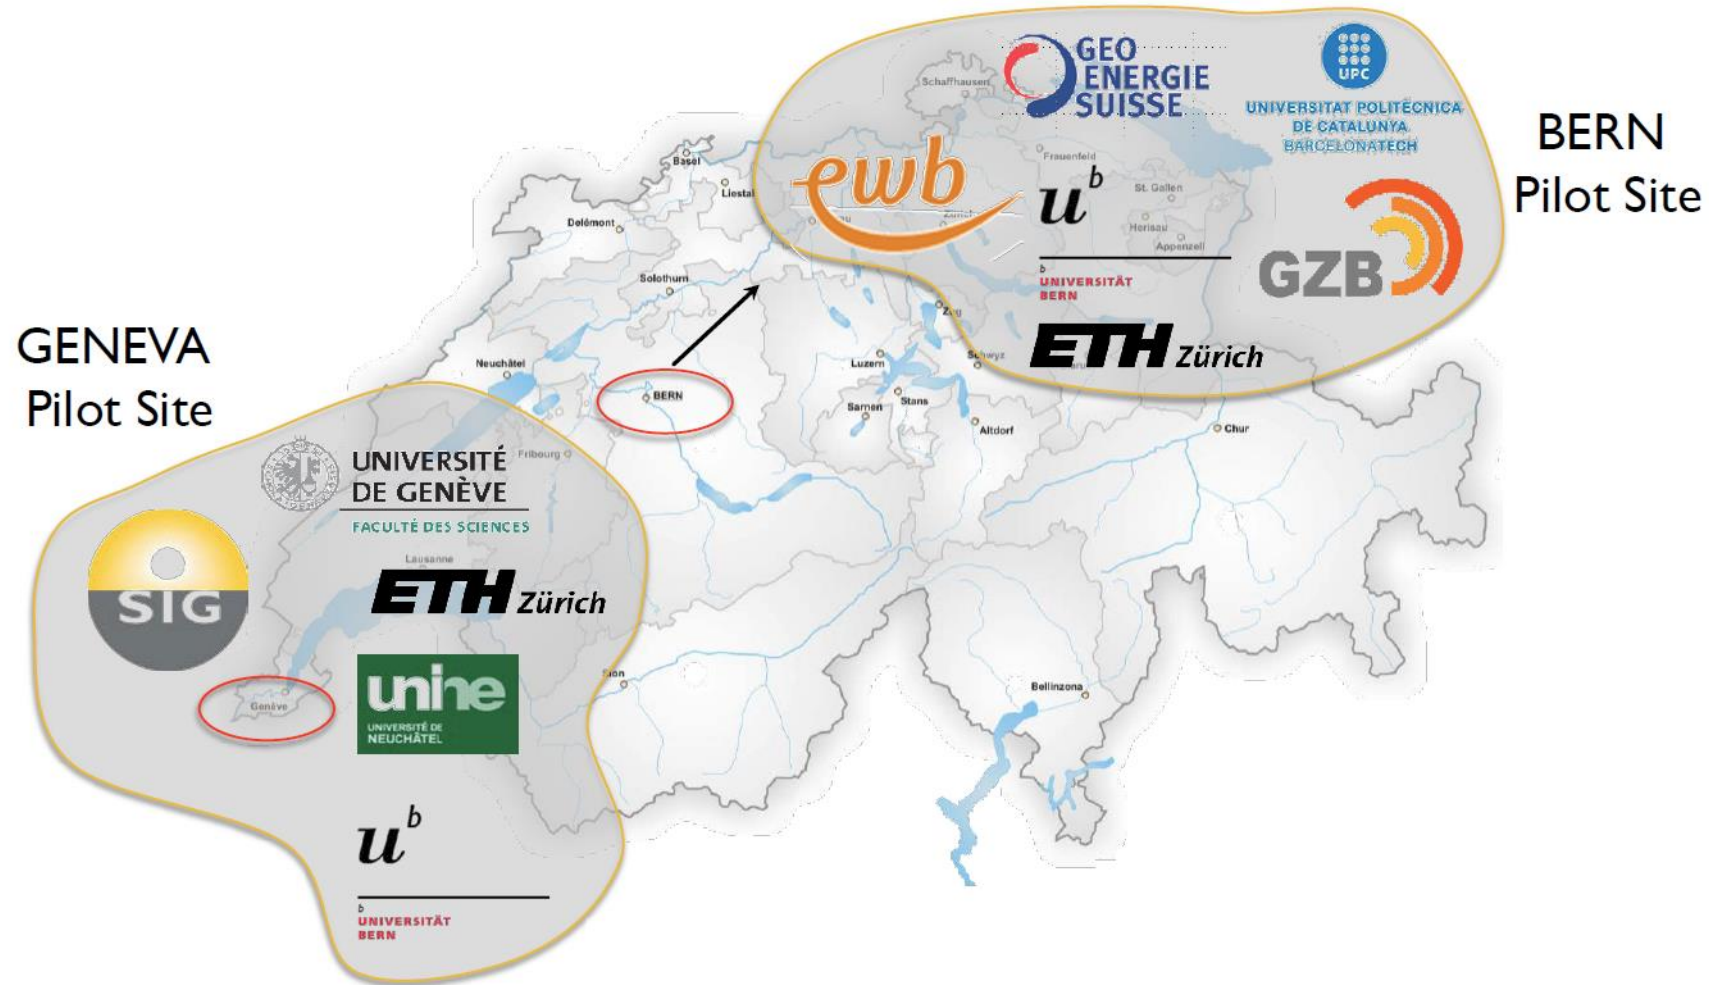 GEO
ENERGIE
SUISSE
UPC
UNIVERSITAT POLITÈCNICA
DE CATALUNYA
BARCELONATECH
BERN
Pilot Site
ewb
u
b
b
UNIVERSITÄT
BERN
GZB
ETH Zürich
Schaffhausen
Frauenfeld
St. Gallen
Herisau
Appenzell
Basel
Liestal
Delémont
Solothurn
Zug
Neuchâtel
Luzern
Schwyz
BERN
Sarnen
Stans
Altdorf
Chur
Fribourg
Lausanne
Bellinzona
Genève
GENEVA
Pilot Site
UNIVERSITÉ
DE GENÈVE
FACULTÉ DES SCIENCES
SIG
ETH Zürich
unine
UNIVERSITÉ DE
NEUCHÂTEL
u
b
b
UNIVERSITÄT
BERN